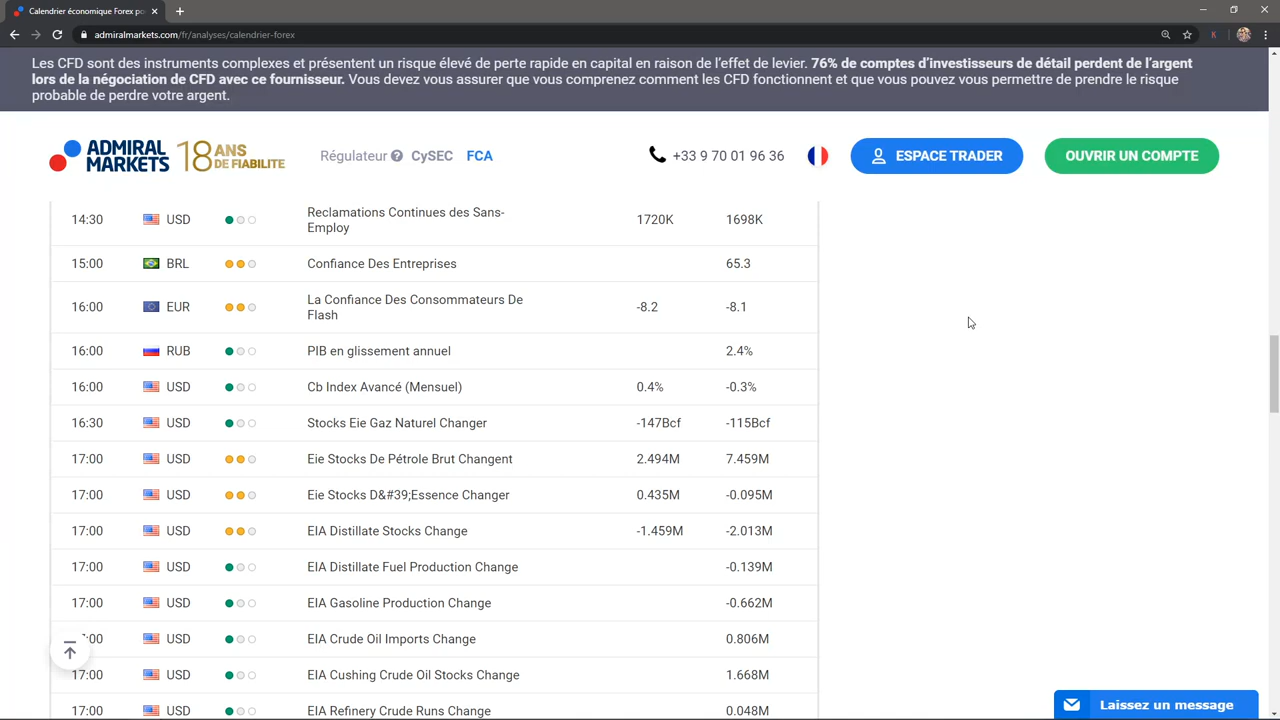 Calendrier économique Forex po
admiralmarkets.com/fr/analyses/calendrier-forex
K
Les CFD sont des instruments complexes et présentent un risque élevé de perte rapide en capital en raison de l'effet de levier. 76% de comptes d'investisseurs de détail perdent de l'argent
lors de la négociation de CFD avec ce fournisseur. Vous devez vous assurer que vous comprenez comment les CFD fonctionnent et que vous pouvez vous permettre de prendre le risque
probable de perdre votre argent.
ADMIRAL MARKETS 18 ANS DE FIABILITE Régulateur ? CySEC FCA +33 9 70 01 96 36 ESPACE TRADER OUVRIR UN COMPTE
14:30 USD Reclamations Continues des Sans- 1720K 1698K
Employ
15:00 BRL Confiance Des Entreprises 65.3
16:00 EUR La Confiance Des Consommateurs De -8.2 -8.1
Flash
16:00 RUB PIB en glissement annuel 2.4%
16:00 USD Cb Index Avancé (Mensuel) 0.4% -0.3%
16:30 USD Stocks Eie Gaz Naturel Changer -147Bcf -115Bcf
17:00 USD Eie Stocks De Pétrole Brut Changent 2.494M 7.459M
17:00 USD Eie Stocks D&#39;Essence Changer 0.435M -0.095M
17:00 USD EIA Distillate Stocks Change -1.459M -2.013M
17:00 USD EIA Distillate Fuel Production Change -0.139M
17:00 USD EIA Gasoline Production Change -0.662M
:00 USD EIA Crude Oil Imports Change 0.806M
17:00 USD EIA Cushing Crude Oil Stocks Change 1.668M
17:00 USD EIA Refinery Crude Runs Change 0.048M
Laissez un message